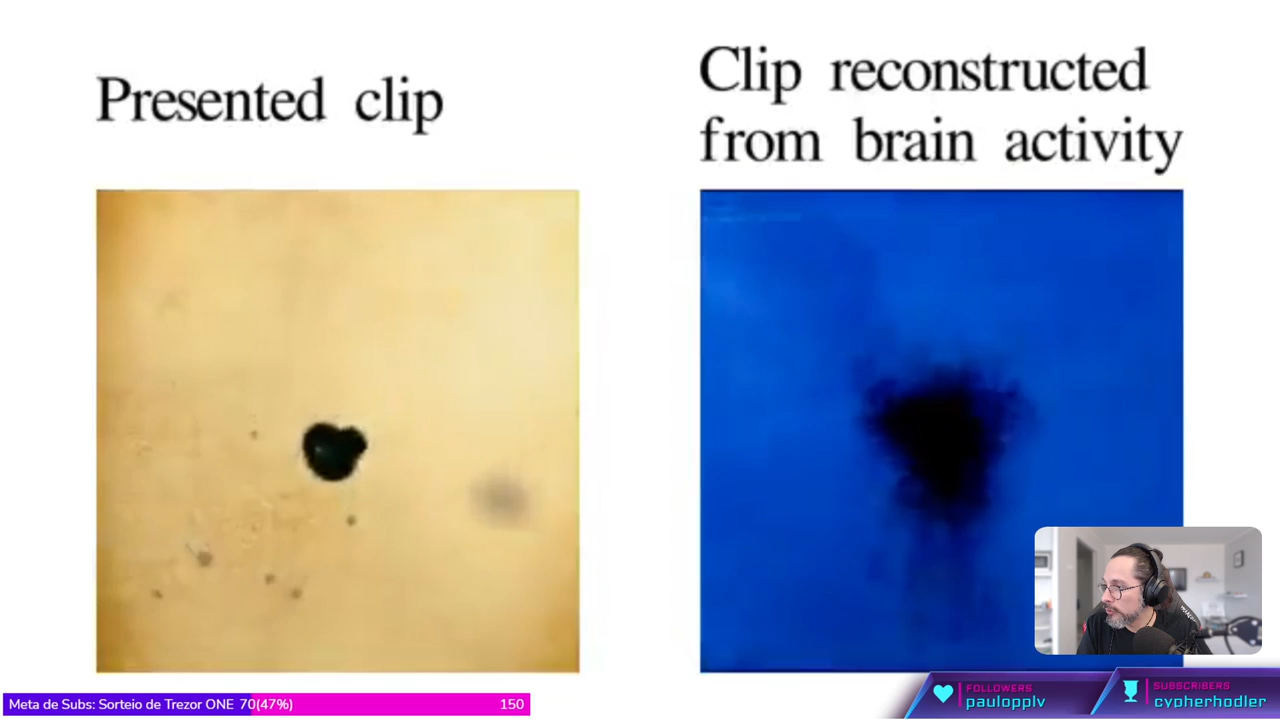 Presented clip
Clip reconstructed
from brain activity
Meta de Subs: Sorteio de Trezor ONE 70(47%)
150
FOLLOWERS
paulopplv
SUBSCRIBERS
cypherhodler